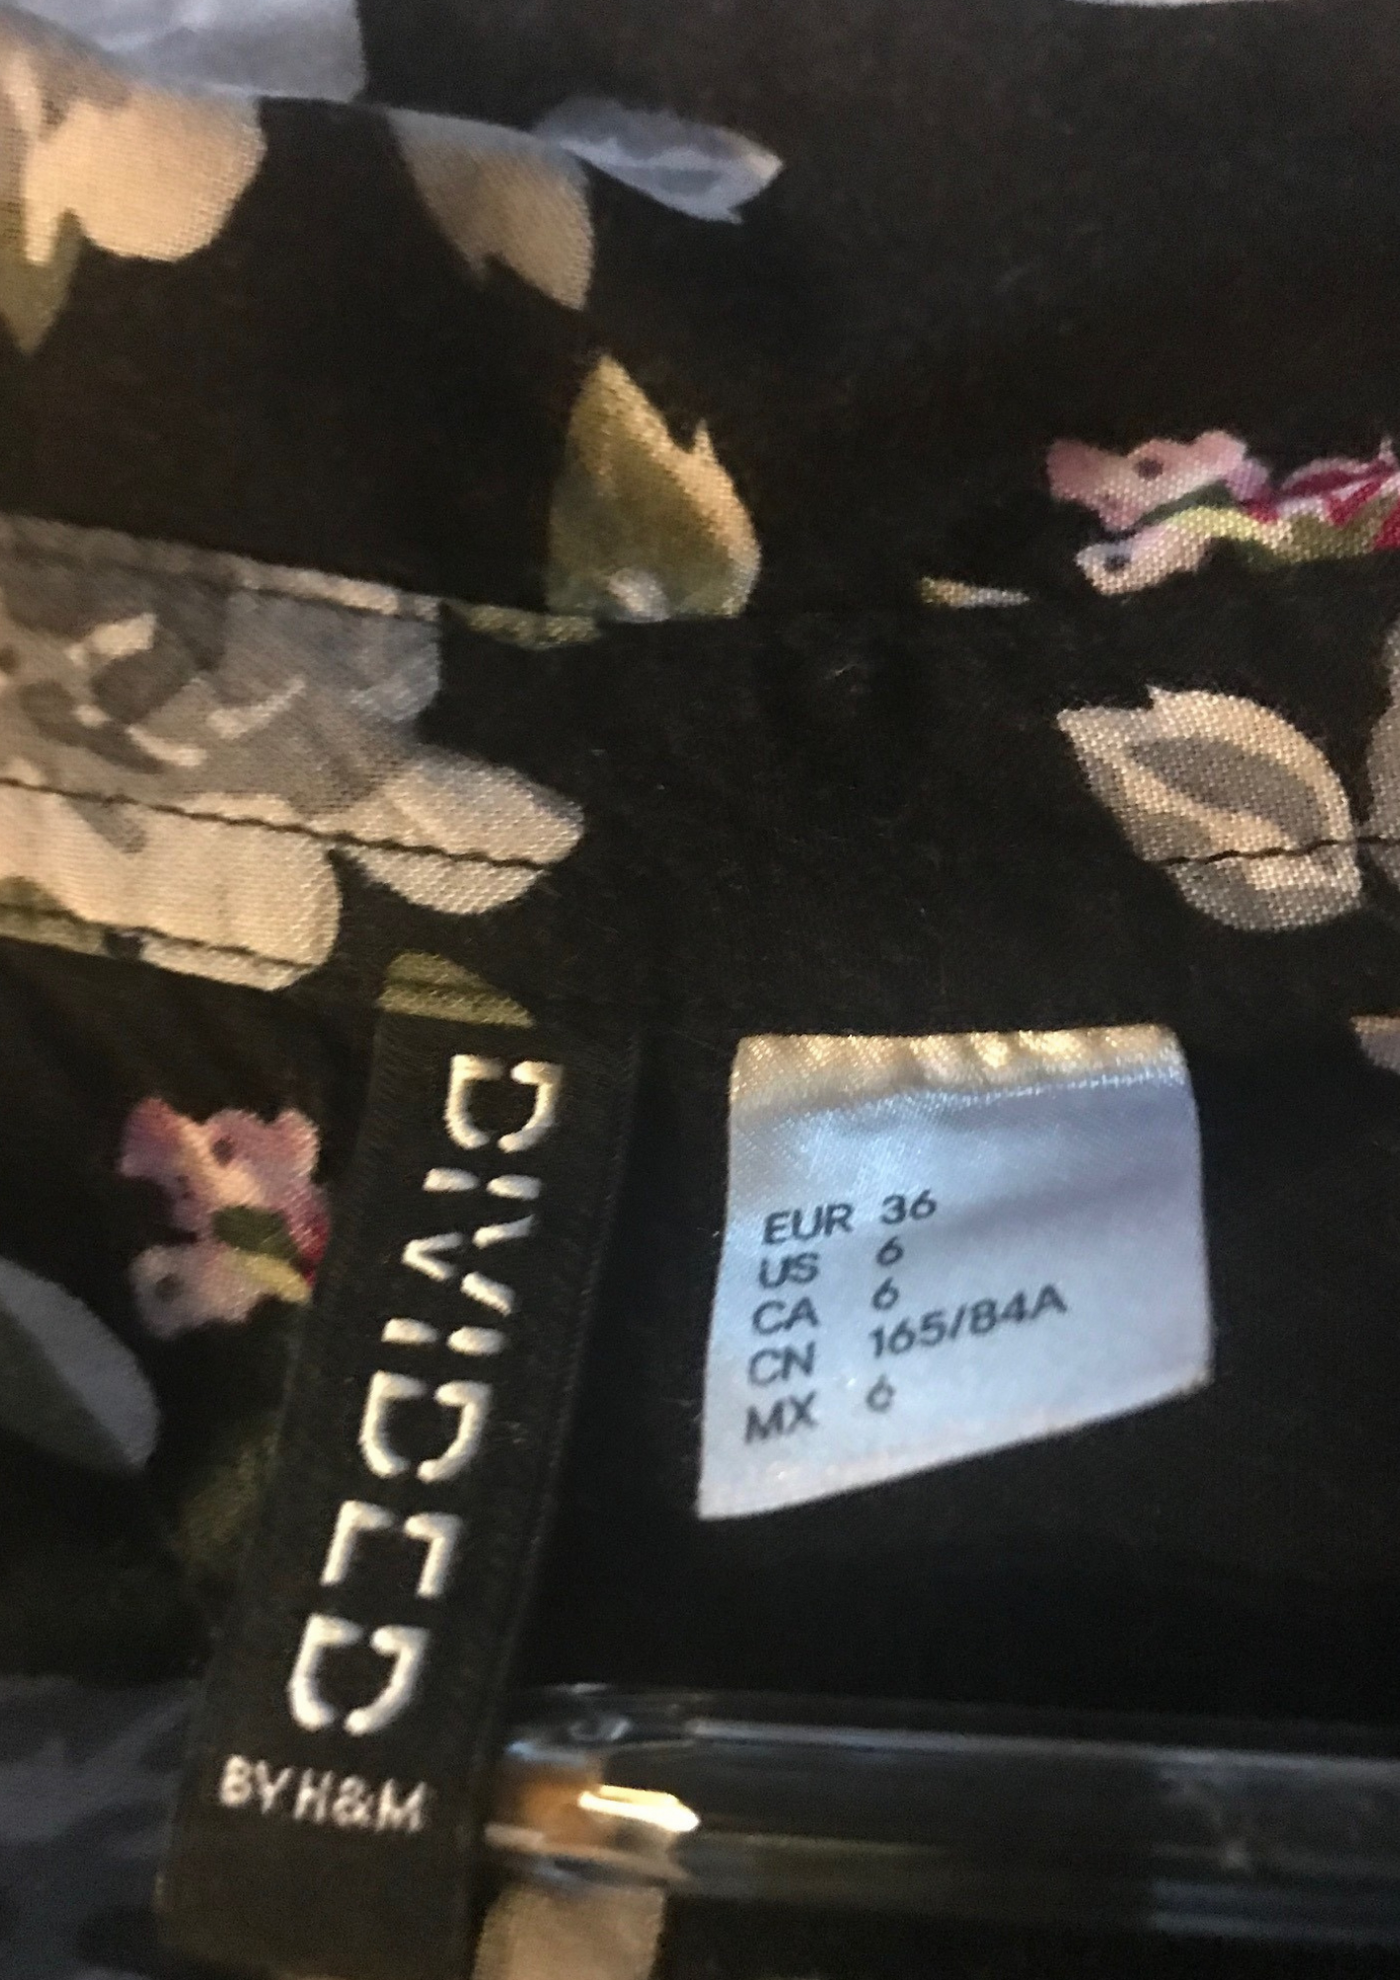 DIVIDED
BY H&M
EUR 36
US 6
CA 6
CN 165/84A
MX 6